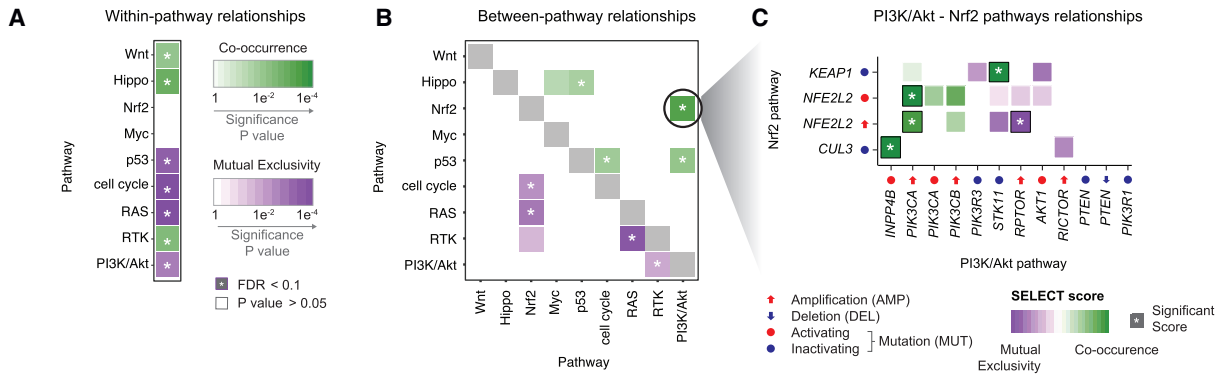 A
Within-pathway relationships
Pathway
Wnt
Hippo
Nrf2
Myc
p53
cell cycle
RAS
RTK
PI3K/Akt
*
*
*
*
*
*
*
Co-occurrence
1 1e⁻² 1e⁻⁴
Significance
P value
Mutual Exclusivity
1 1e⁻² 1e⁻⁴
Significance
P value
* FDR < 0.1
P value > 0.05
B
Between-pathway relationships
Pathway
Wnt
Hippo
Nrf2
Myc
p53
cell cycle
RAS
RTK
PI3K/Akt
*
*
* *
*
*
*
*
Wnt
Hippo
Nrf2
Myc
p53
cell cycle
RAS
RTK
PI3K/Akt
Pathway
C
PI3K/Akt - Nrf2 pathways relationships
Nrf2 pathway
KEAP1
NFE2L2
NFE2L2
CUL3
*
*
* *
*
INPP4B
PIK3CA
PIK3CA
PIK3CB
PIK3R3
STK11
RPTOR
AKT1
RICTOR
PTEN
PTEN
PIK3R1
PI3K/Akt pathway
Amplification (AMP)
Deletion (DEL)
Activating
Inactivating
Mutation (MUT)
SELECT score
Mutual
Exclusivity
Co-occurence
* Significant
Score